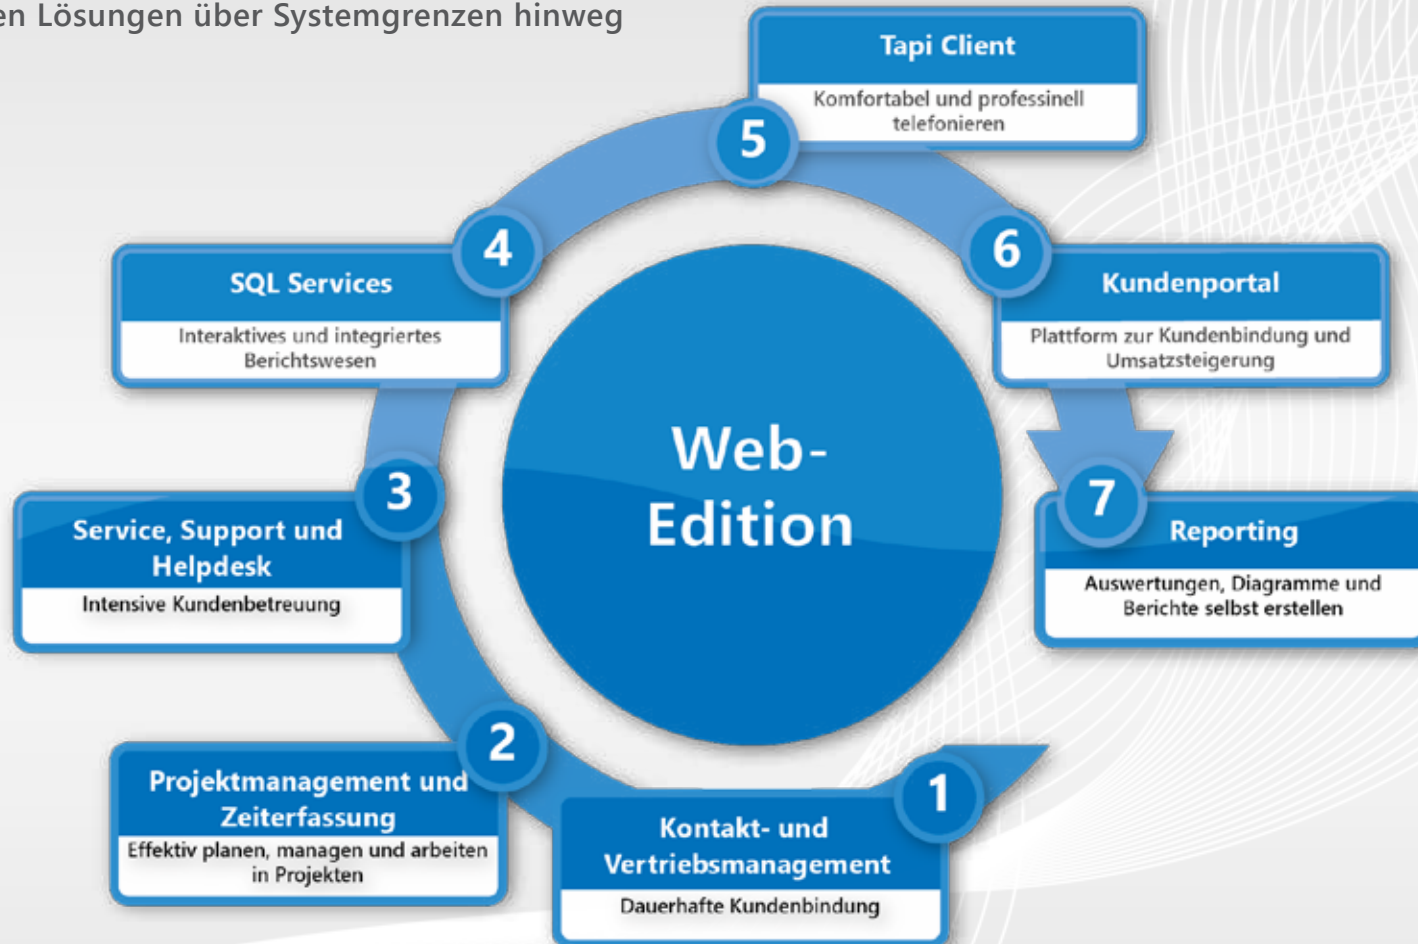 en Lösungen über Systemgrenzen hinweg
5
Tapi Client
Komfortabel und professinell
telefonieren
4
SQL Services
Interaktives und integriertes
Berichtswesen
6
Kundenportal
Plattform zur Kundenbindung und
Umsatzsteigerung
Web-
Edition
3
Service, Support und
Helpdesk
Intensive Kundenbetreuung
7
Reporting
Auswertungen, Diagramme und
Berichte selbst erstellen
2
Projektmanagement und
Zeiterfassung
Effektiv planen, managen und arbeiten
in Projekten
1
Kontakt- und
Vertriebsmanagement
Dauerhafte Kundenbindung